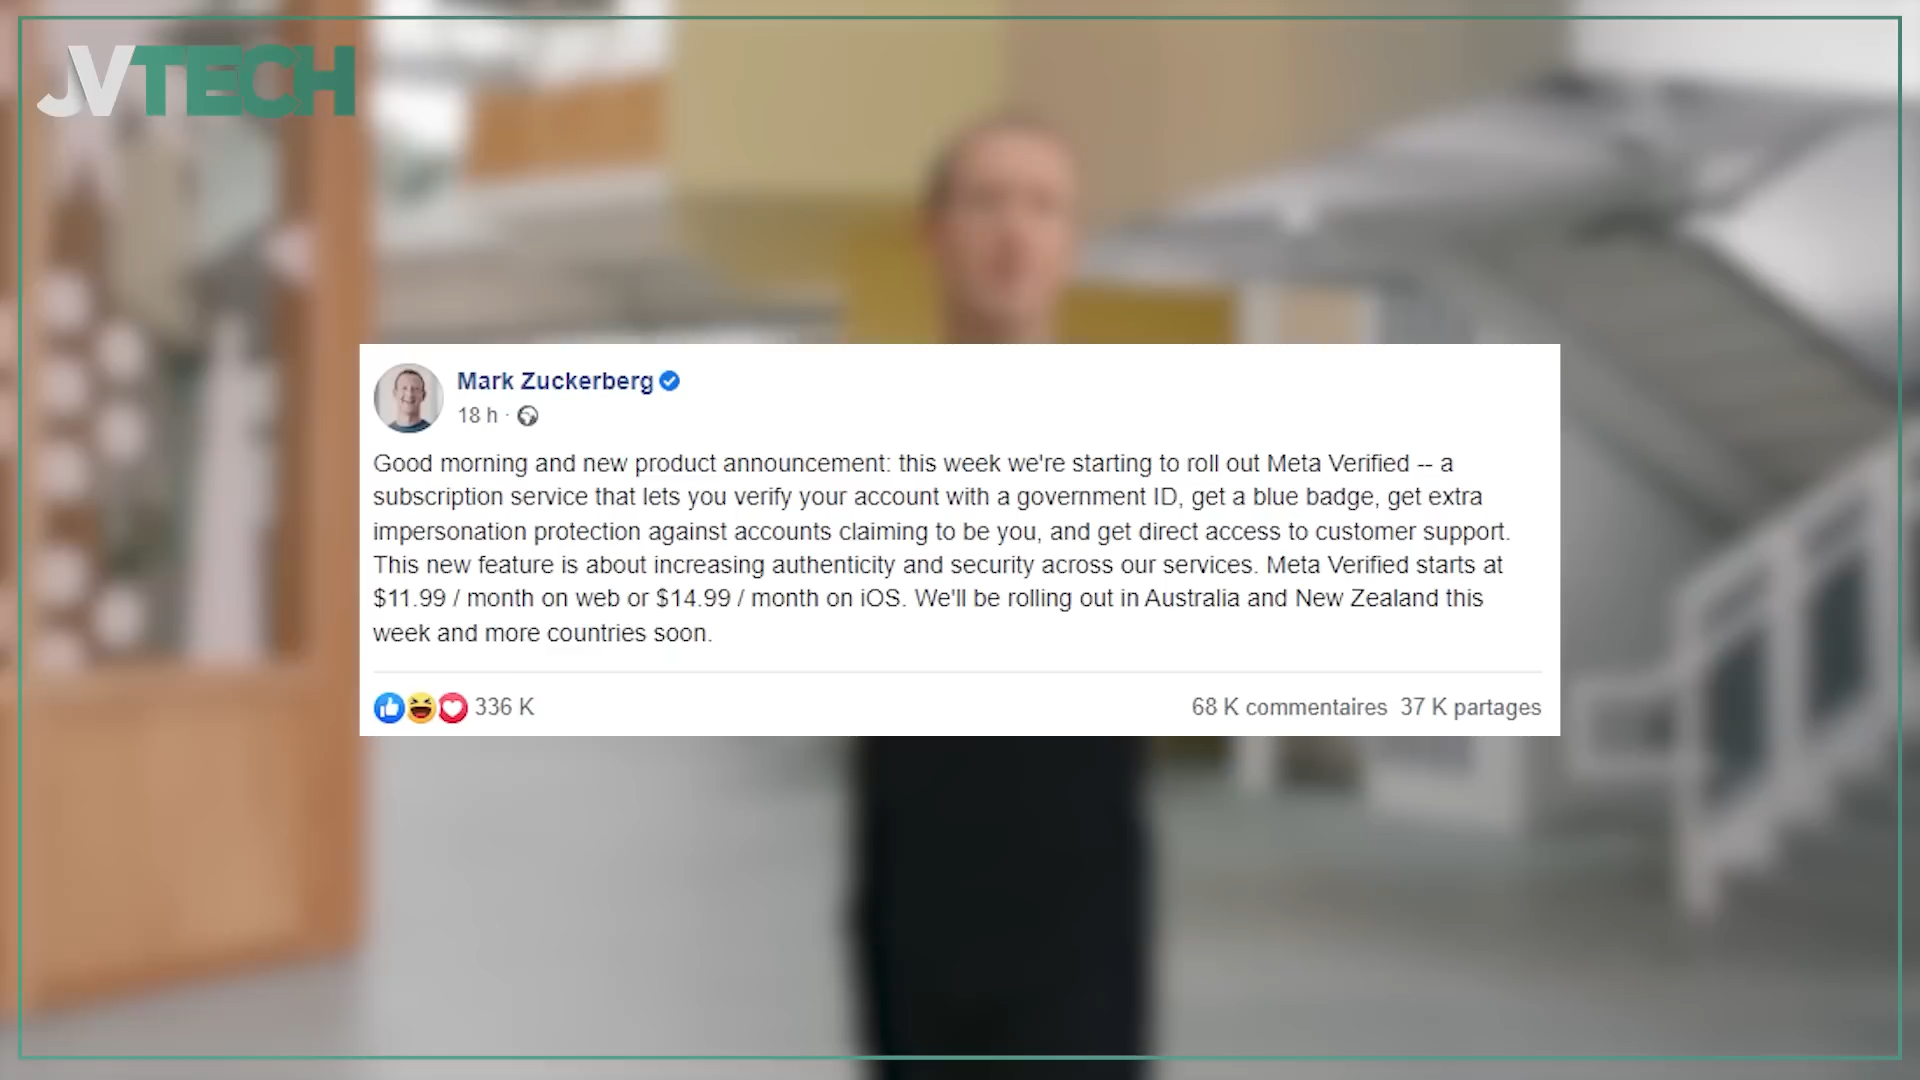 JVTECH
Mark Zuckerberg
18 h ·
Good morning and new product announcement: this week we're starting to roll out Meta Verified -- a
subscription service that lets you verify your account with a government ID, get a blue badge, get extra
impersonation protection against accounts claiming to be you, and get direct access to customer support.
This new feature is about increasing authenticity and security across our services. Meta Verified starts at
$11.99 / month on web or $14.99 / month on iOS. We'll be rolling out in Australia and New Zealand this
week and more countries soon.
336 K 68 K commentaires 37 K partages